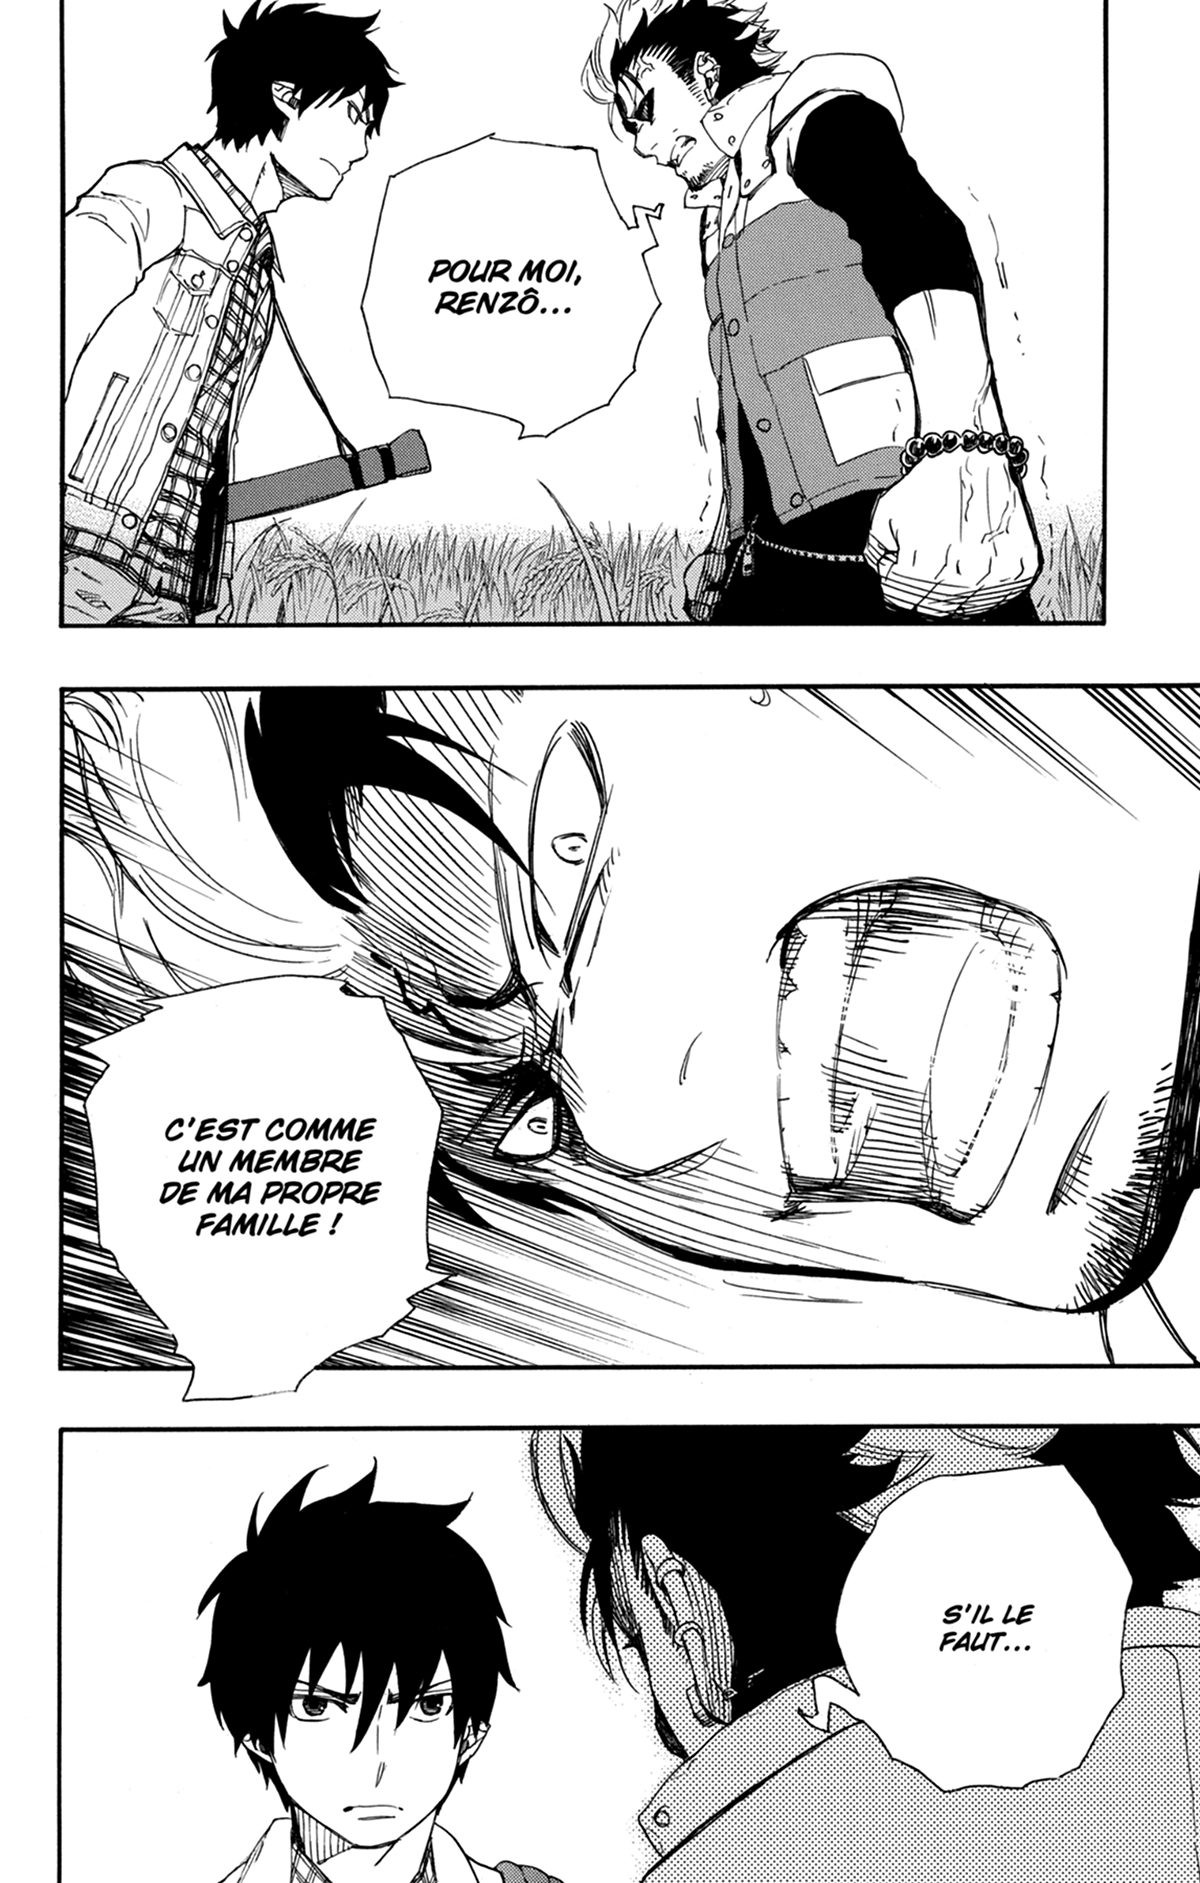 POUR MOI,
RENZÔ...
C'EST COMME
UN MEMBRE
DE MA PROPRE
FAMILLE !
S'IL LE
FAUT...